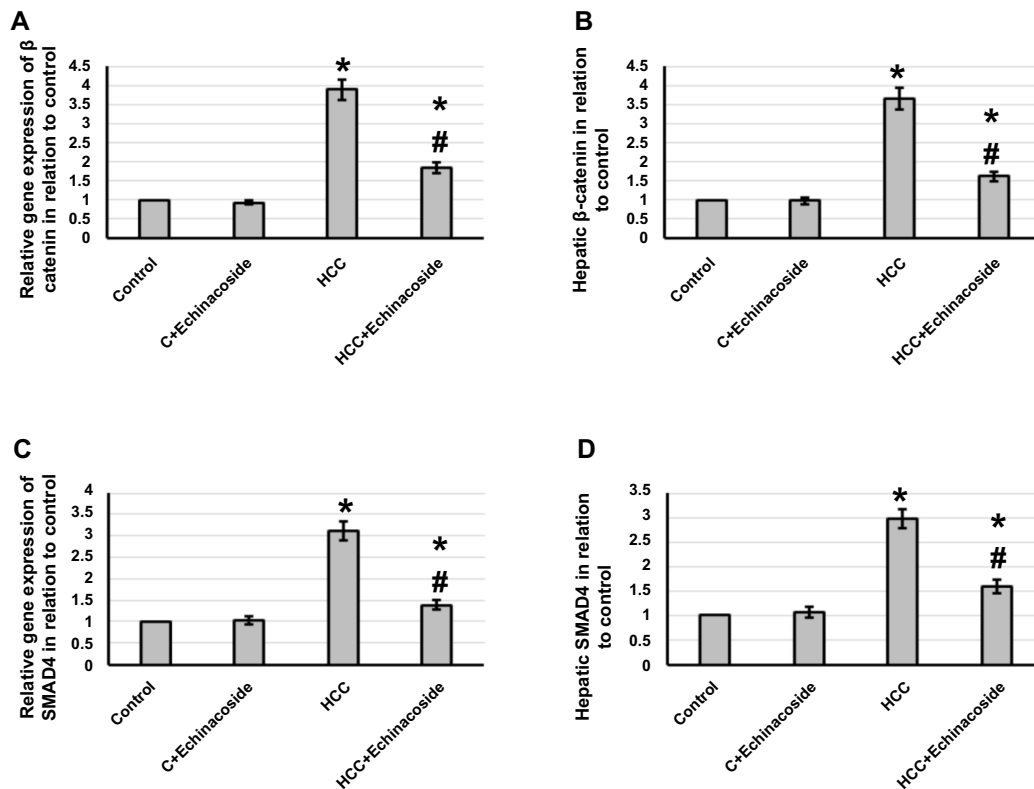 A
Relative gene expression of β
catenin in relation to control
4.5
4
3.5
3
2.5
2
1.5
1
0.5
0
*
*
#
Control
C+Echinacoside
HCC
HCC+Echinacoside
B
Hepatic β-catenin in relation
to control
4.5
4
3.5
3
2.5
2
1.5
1
0.5
0
*
*
#
Control
C+Echinacoside
HCC
HCC+Echinacoside
C
Relative gene expression of
SMAD4 in relation to control
4
3.5
3
2.5
2
1.5
1
0.5
0
*
*
#
Control
C+Echinacoside
HCC
HCC+Echinacoside
D
Hepatic SMAD4 in relation
to control
3.5
3
2.5
2
1.5
1
0.5
0
*
*
#
Control
C+Echinacoside
HCC
HCC+Echinacoside